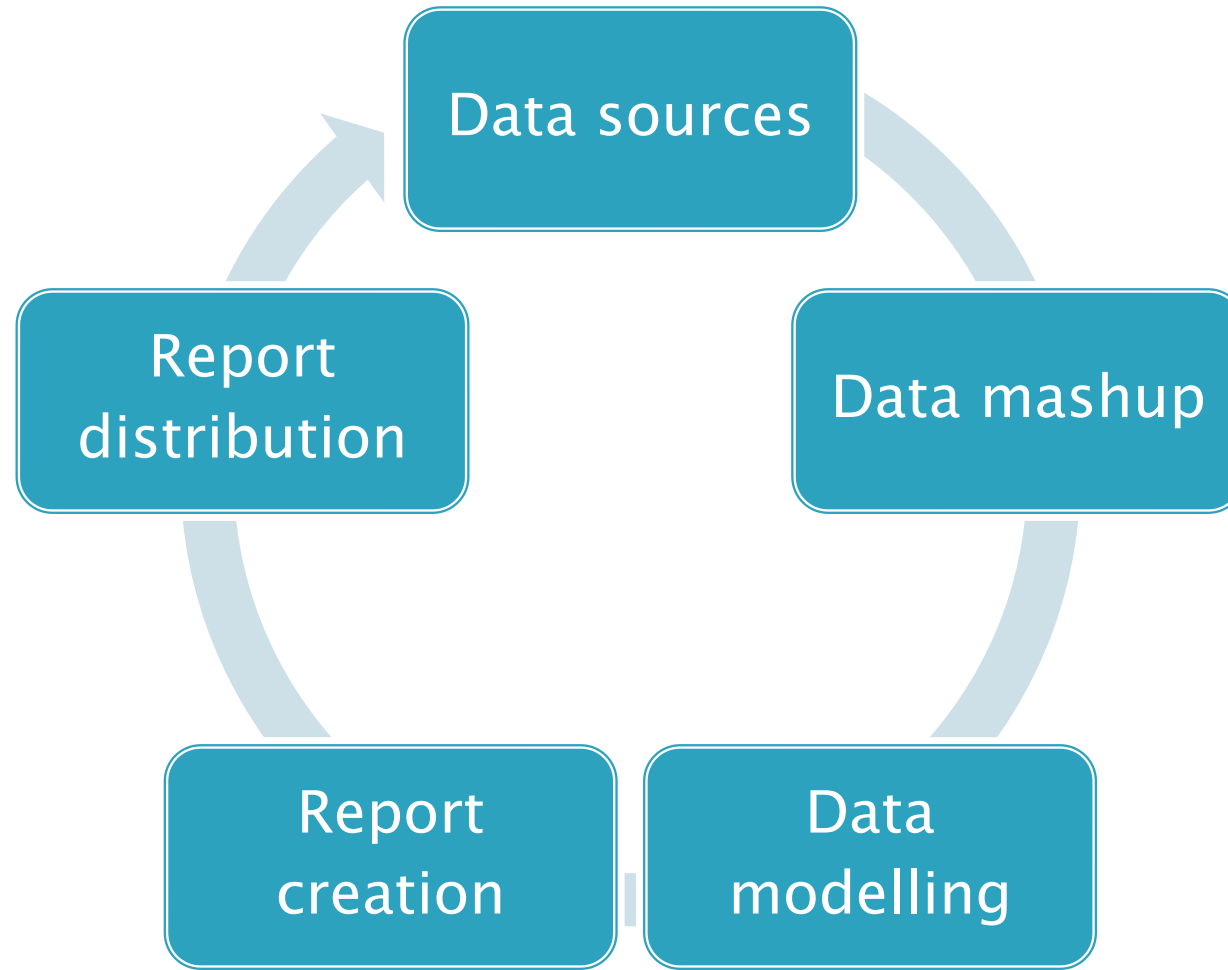 Data sources
Data mashup
Data
modelling
Report
creation
Report
distribution